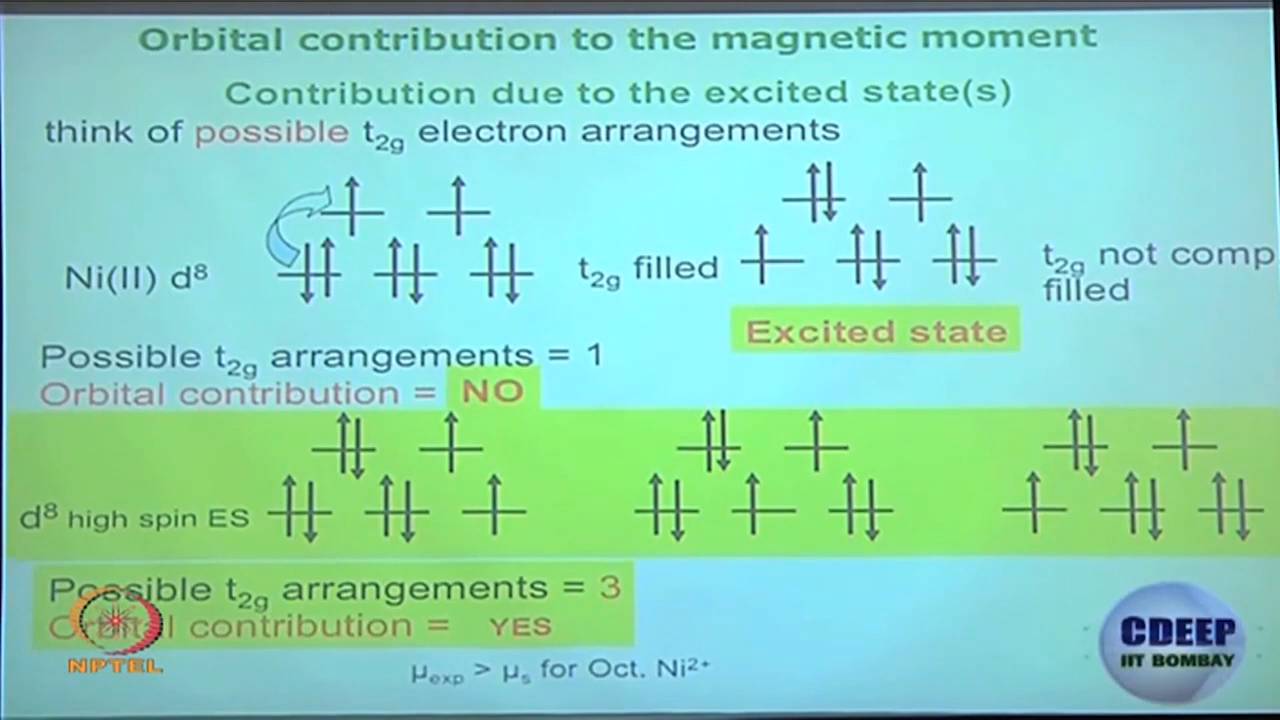 Orbital contribution to the magnetic moment
Contribution due to the excited state(s)
think of possible t2g electron arrangements
Ni(II) d⁸
t2g filled
t2g not comp
filled
Excited state
Possible t2g arrangements = 1
Orbital contribution = NO
d⁸ high spin ES
Possible t2g arrangements = 3
Orbital contribution = YES
μexp > μs for Oct. Ni²⁺
NPTEL
CDEEP
IIT BOMBAY